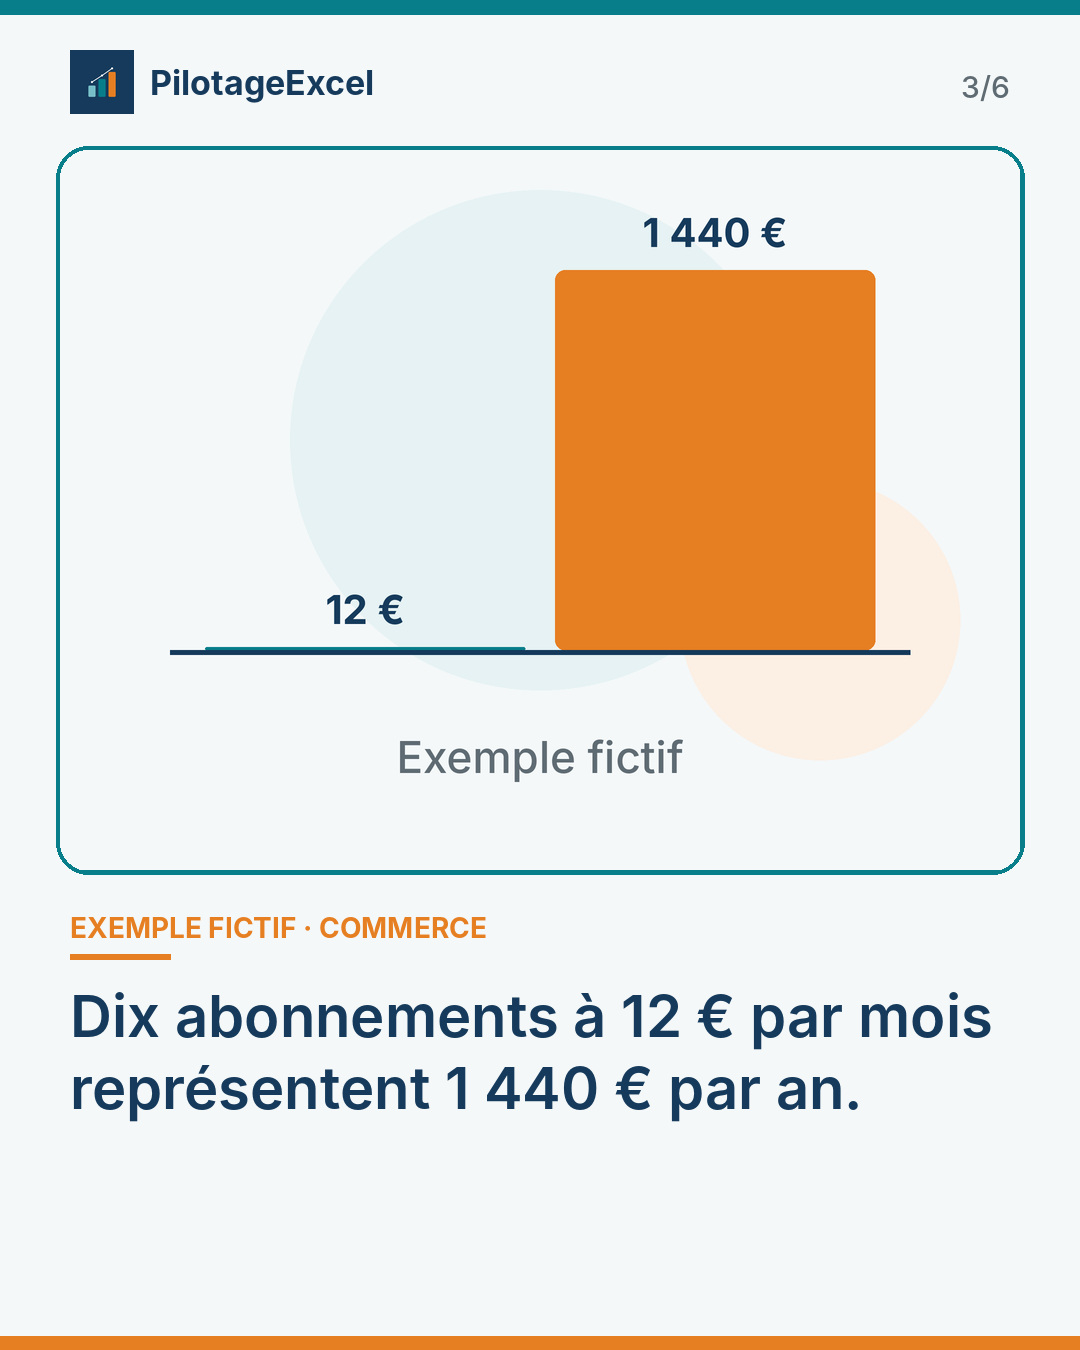 PilotageExcel
3/6
1 440 €
12 €
Exemple fictif
EXEMPLE FICTIF · COMMERCE
Dix abonnements à 12 € par mois
représentent 1 440 € par an.